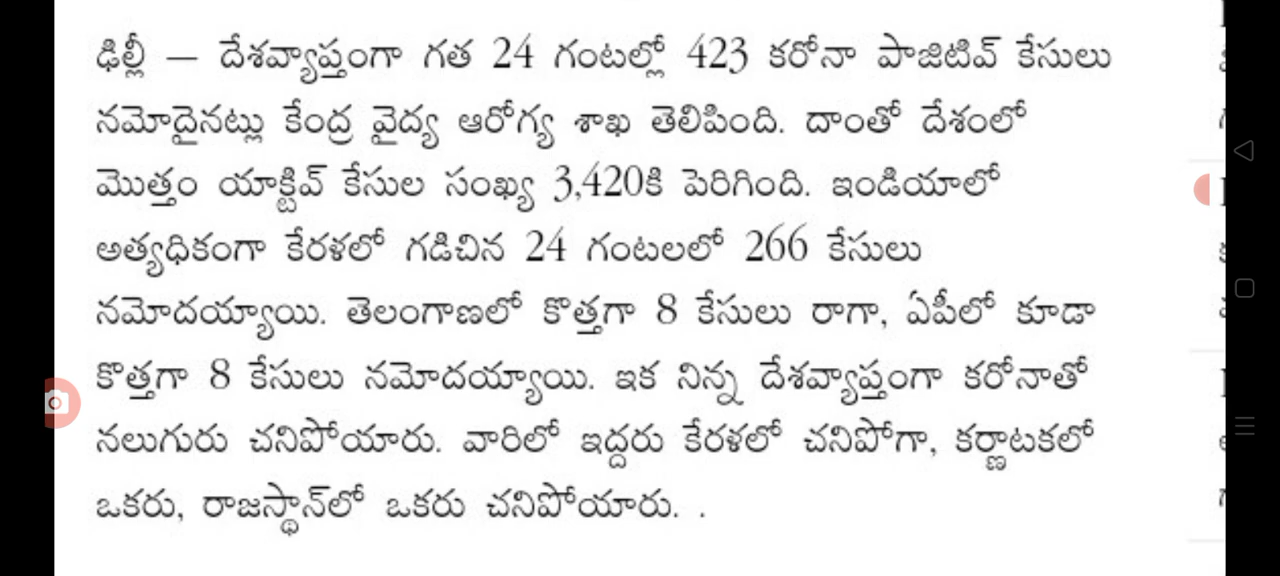 ఢిల్లీ – దేశవ్యాప్తంగా గత 24 గంటల్లో 423 కరోనా పాజిటివ్ కేసులు
నమోదైనట్లు కేంద్ర వైద్య ఆరోగ్య శాఖ తెలిపింది. దాంతో దేశంలో
మొత్తం యాక్టివ్ కేసుల సంఖ్య 3,420కి పెరిగింది. ఇండియాలో
అత్యధికంగా కేరళలో గడిచిన 24 గంటలలో 266 కేసులు
నమోదయ్యాయి. తెలంగాణలో కొత్తగా 8 కేసులు రాగా, ఏపీలో కూడా
కొత్తగా 8 కేసులు నమోదయ్యాయి. ఇక నిన్న దేశవ్యాప్తంగా కరోనాతో
నలుగురు చనిపోయారు. వారిలో ఇద్దరు కేరళలో చనిపోగా, కర్ణాటకలో
ఒకరు, రాజస్థాన్‌లో ఒకరు చనిపోయారు. .